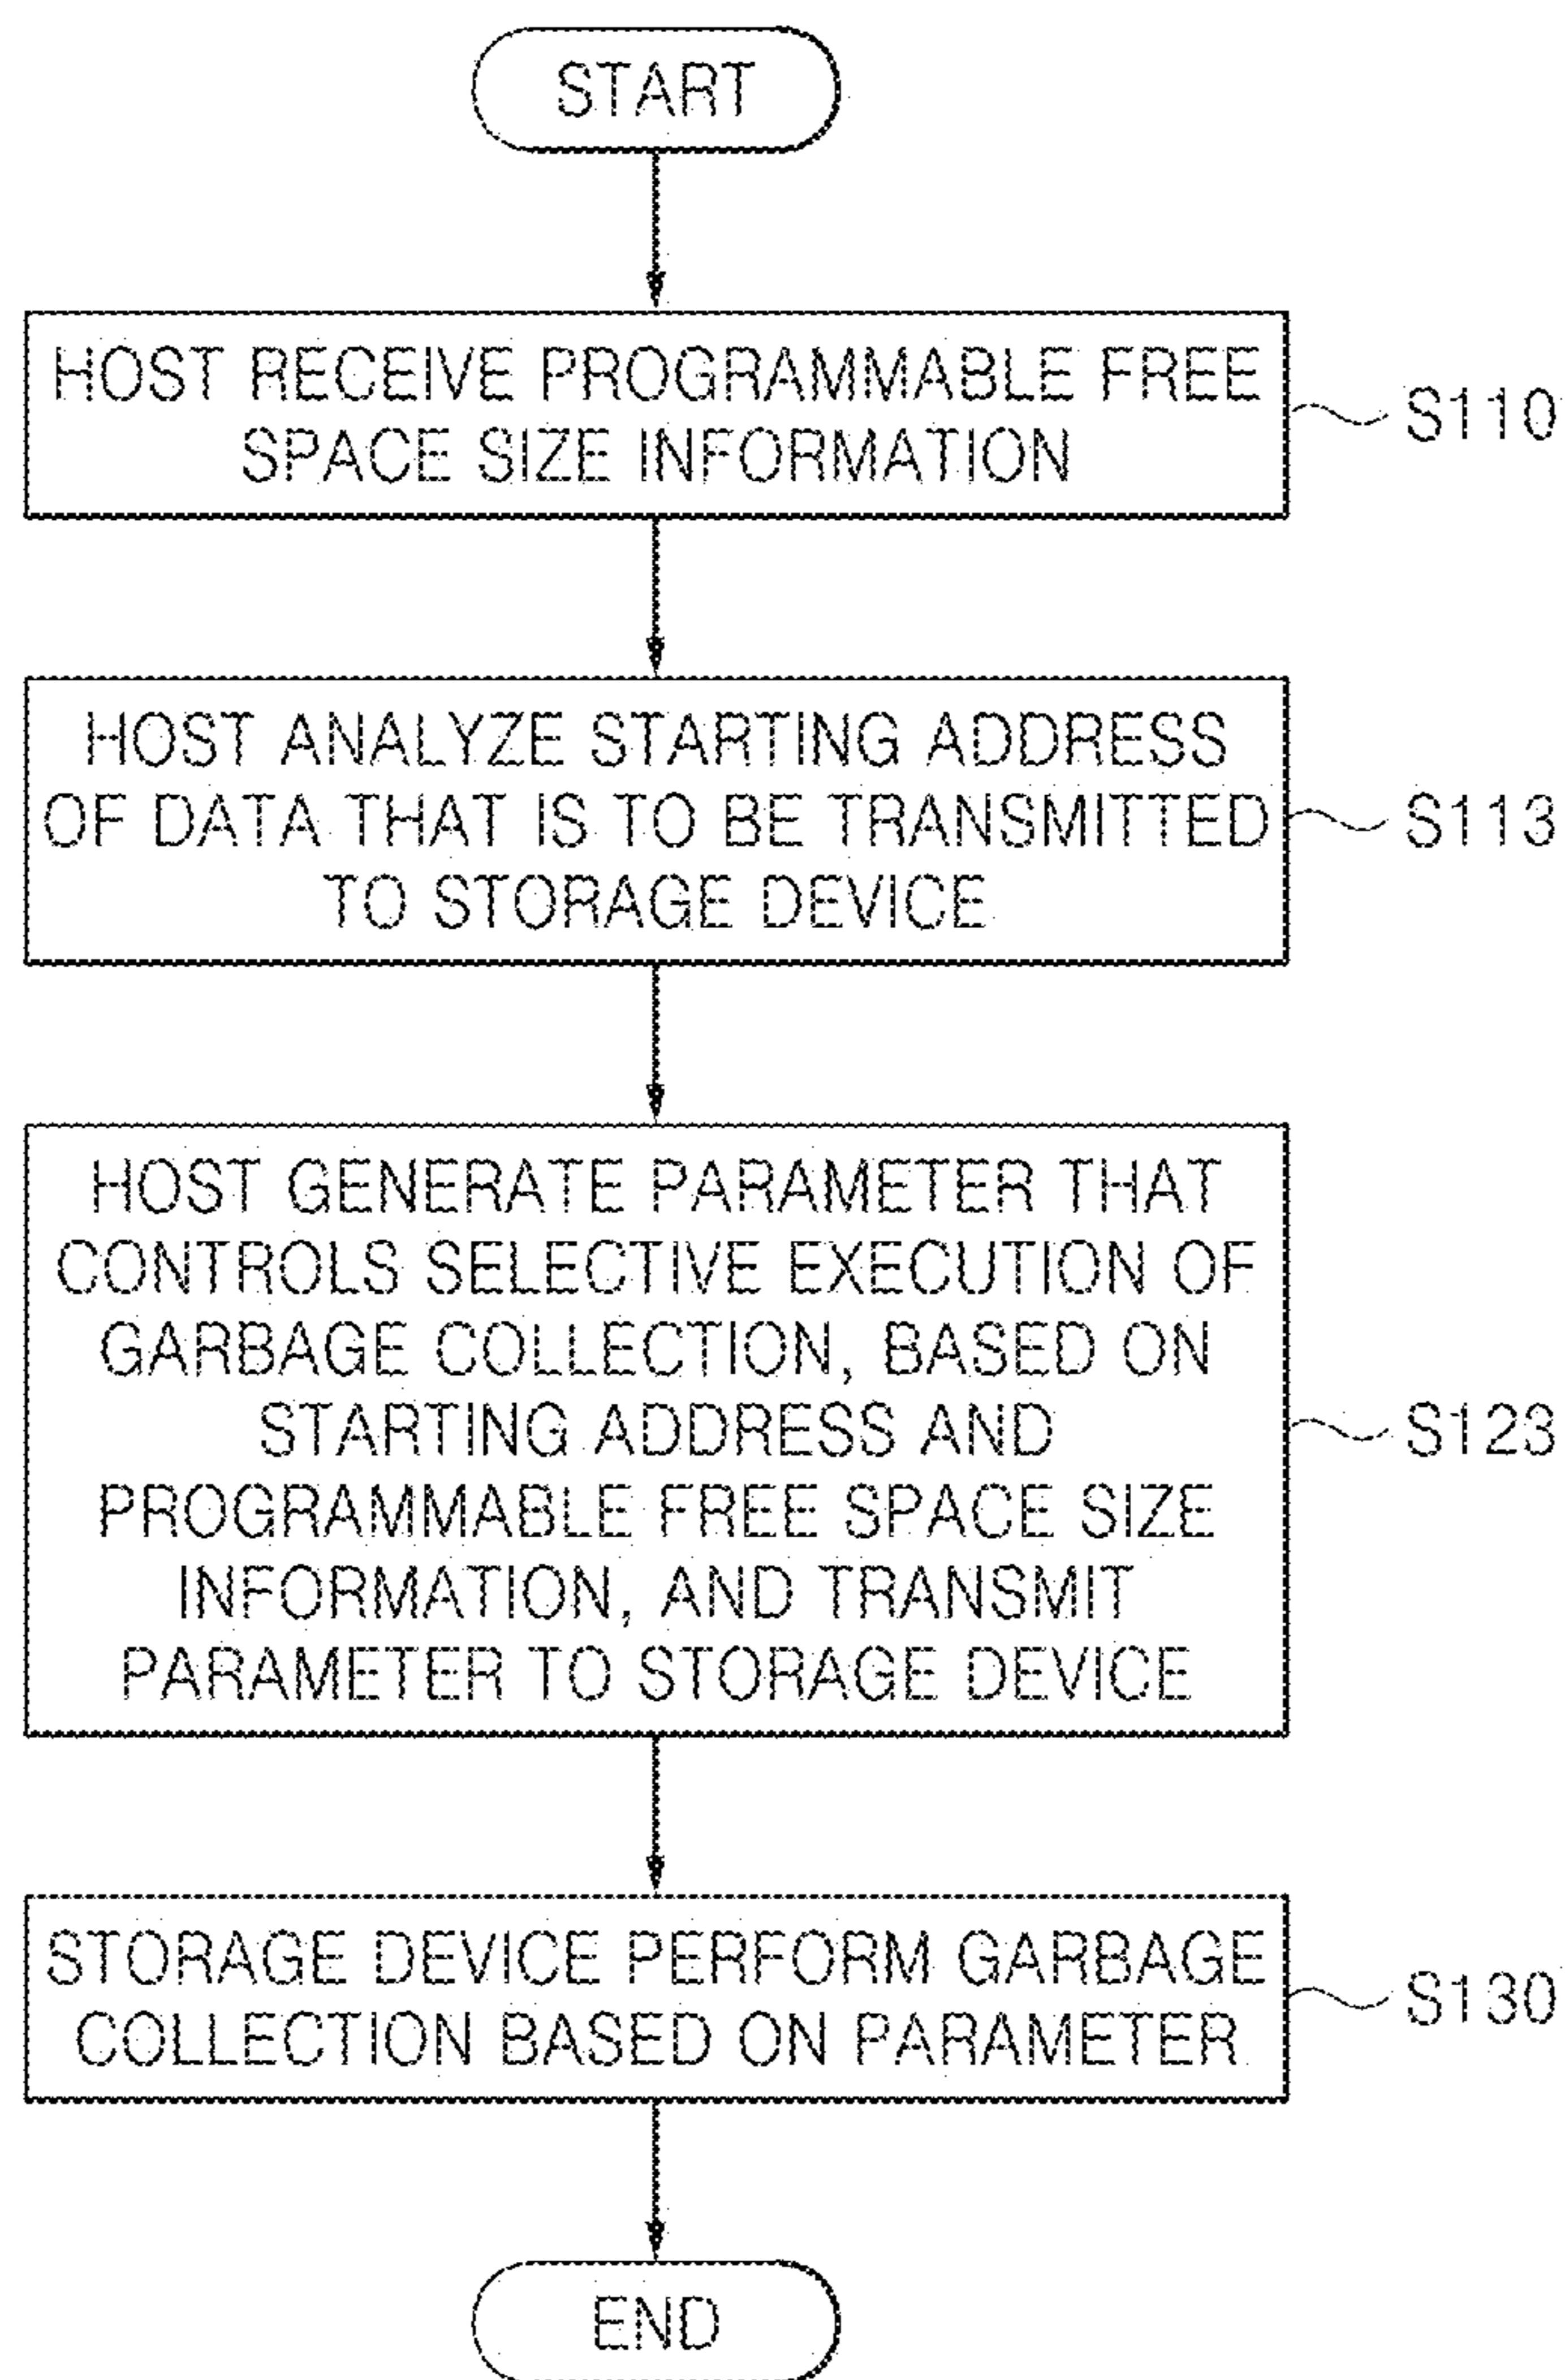 START
HOST RECEIVE PROGRAMMABLE FREE
SPACE SIZE INFORMATION
S110
HOST ANALYZE STARTING ADDRESS
OF DATA THAT IS TO BE TRANSMITTED
TO STORAGE DEVICE
S113
HOST GENERATE PARAMETER THAT
CONTROLS SELECTIVE EXECUTION OF
GARBAGE COLLECTION, BASED ON
STARTING ADDRESS AND
PROGRAMMABLE FREE SPACE SIZE
INFORMATION, AND TRANSMIT
PARAMETER TO STORAGE DEVICE
S123
STORAGE DEVICE PERFORM GARBAGE
COLLECTION BASED ON PARAMETER
S130
END